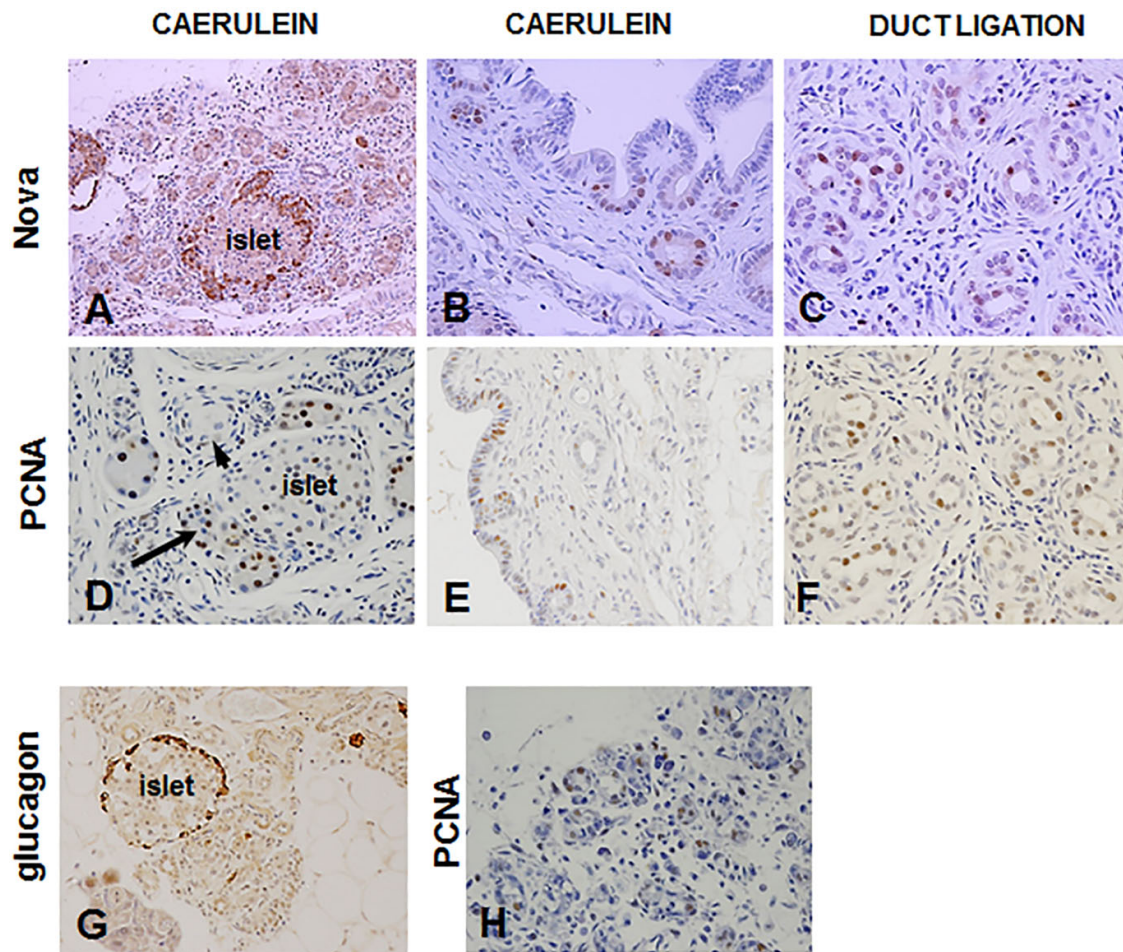 CAERULEIN CAERULEIN DUCT LIGATION
Nova
islet
A B C
PCNA
islet
D E F
glucagon
islet
G
PCNA
H